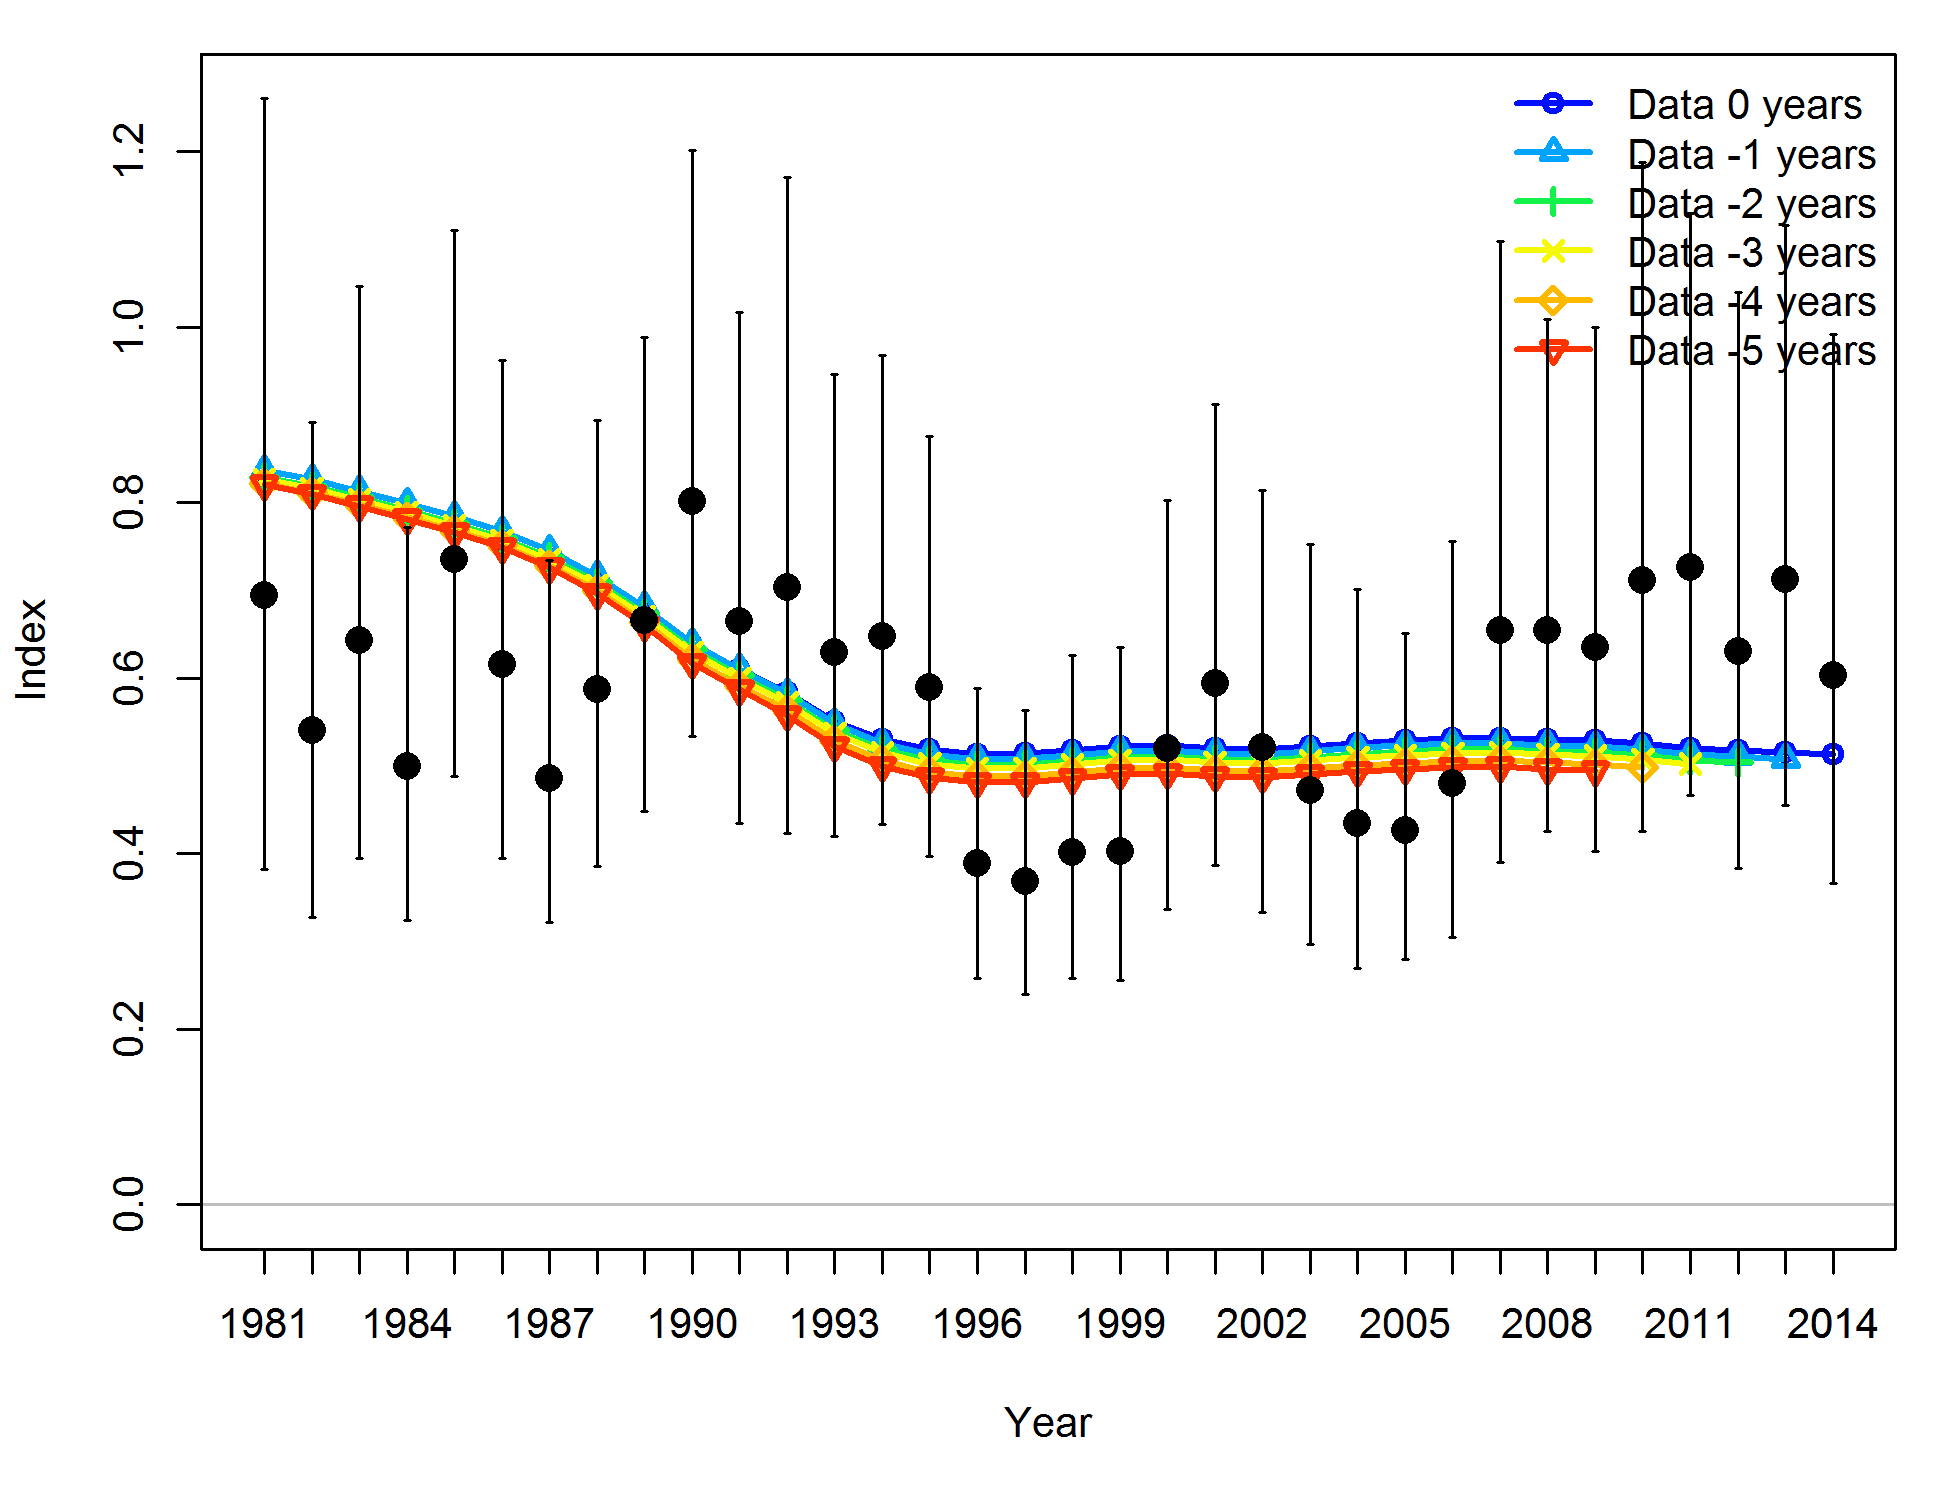 Data 0 years
Data -1 years
Data -2 years
Data -3 years
Data -4 years
Data -5 years
1.2
1.0
0.8
0.6
0.4
0.2
0.0
Index
1981 1984 1987 1990 1993 1996 1999 2002 2005 2008 2011 2014
Year